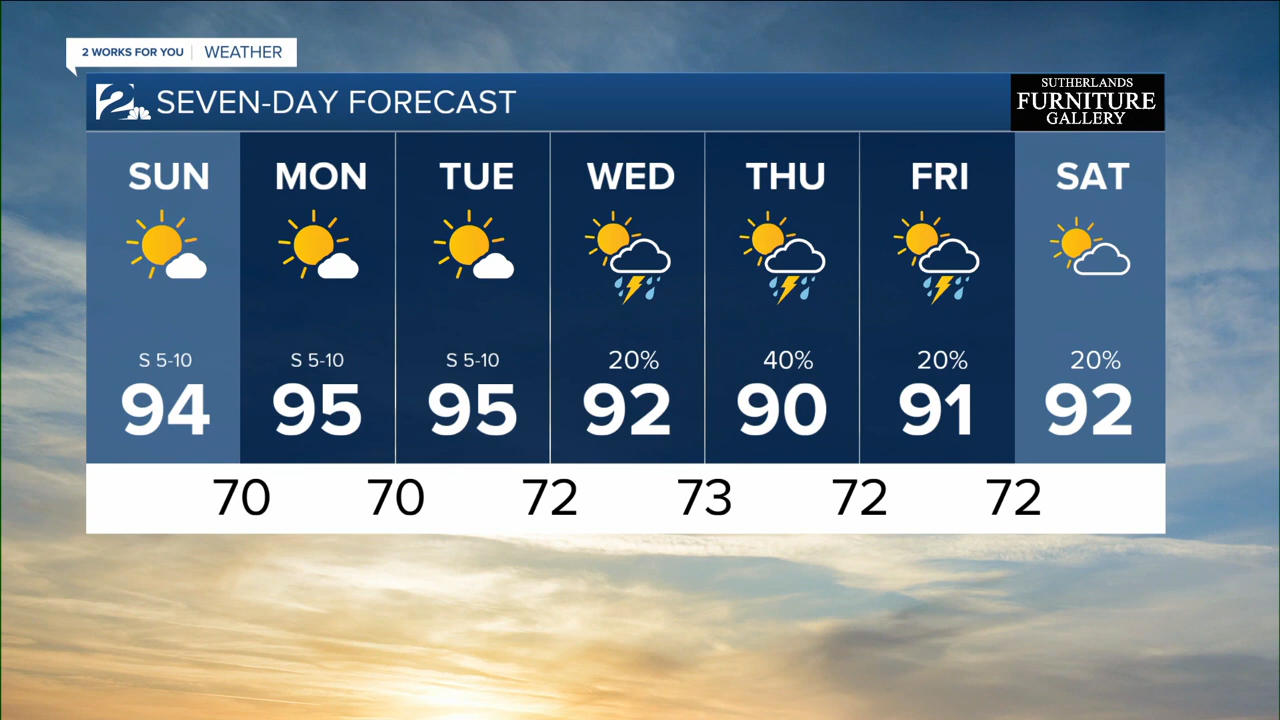 2 WORKS FOR YOU | WEATHER
2 SEVEN-DAY FORECAST
SUTHERLANDS
FURNITURE
GALLERY
SUN MON TUE WED THU FRI SAT
S 5-10 S 5-10 S 5-10 20% 40% 20% 20%
94 95 95 92 90 91 92
70 70 72 73 72 72